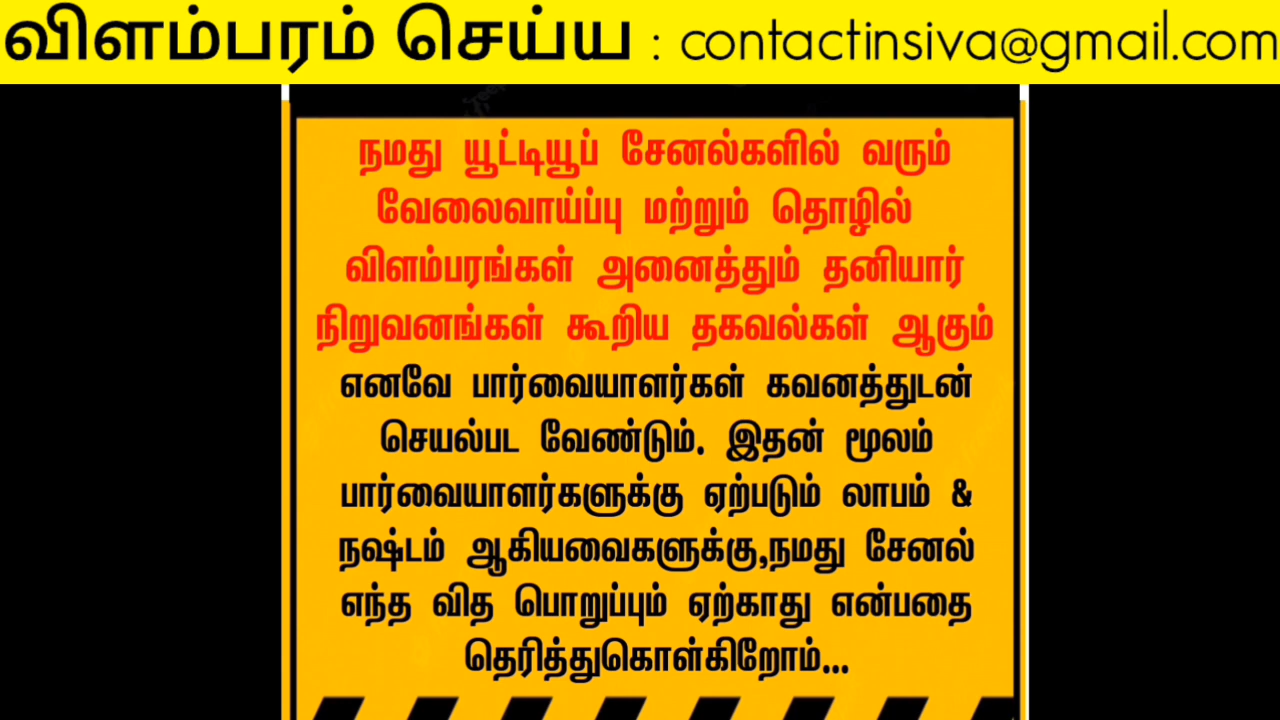 விளம்பரம் செய்ய : contactinsiva@gmail.com
நமது யூட்டியூப் சேனல்களில் வரும்
வேலைவாய்ப்பு மற்றும் தொழில்
விளம்பரங்கள் அனைத்தும் தனியார்
நிறுவனங்கள் கூறிய தகவல்கள் ஆகும்
எனவே பார்வையாளர்கள் கவனத்துடன்
செயல்பட வேண்டும். இதன் மூலம்
பார்வையாளர்களுக்கு ஏற்படும் லாபம் &
நஷ்டம் ஆகியவைகளுக்கு,நமது சேனல்
எந்த வித பொறுப்பும் ஏற்காது என்பதை
தெரித்துகொள்கிறோம்...